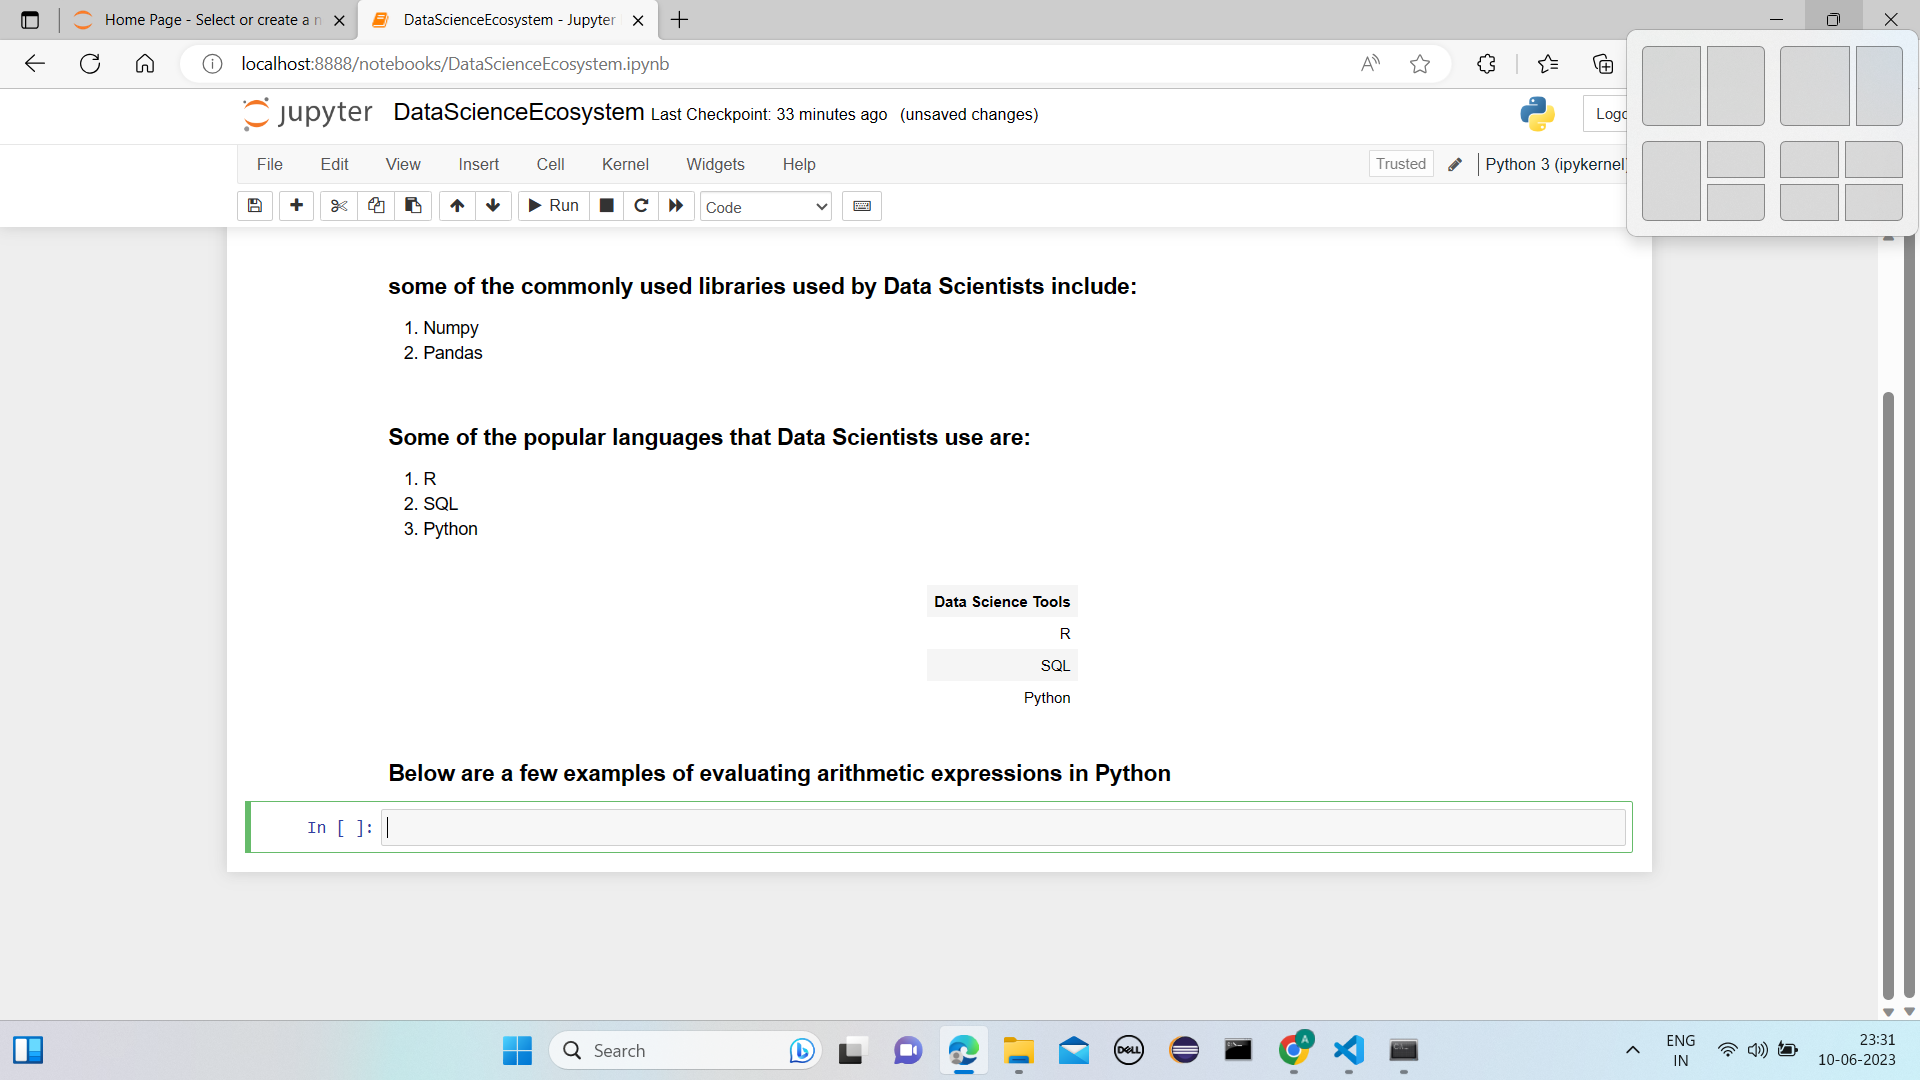 Home Page - Select or create a n
DataScienceEcosystem - Jupyter
localhost:8888/notebooks/DataScienceEcosystem.ipynb
jupyter DataScienceEcosystem Last Checkpoint: 33 minutes ago (unsaved changes)
Logo
File Edit View Insert Cell Kernel Widgets Help
Trusted Python 3 (ipykernel)
Run Code
some of the commonly used libraries used by Data Scientists include:
1. Numpy
2. Pandas
Some of the popular languages that Data Scientists use are:
1. R
2. SQL
3. Python
Data Science Tools
R
SQL
Python
Below are a few examples of evaluating arithmetic expressions in Python
In [ ]:
Search
DELL
A
ENG
IN
23:31
10-06-2023